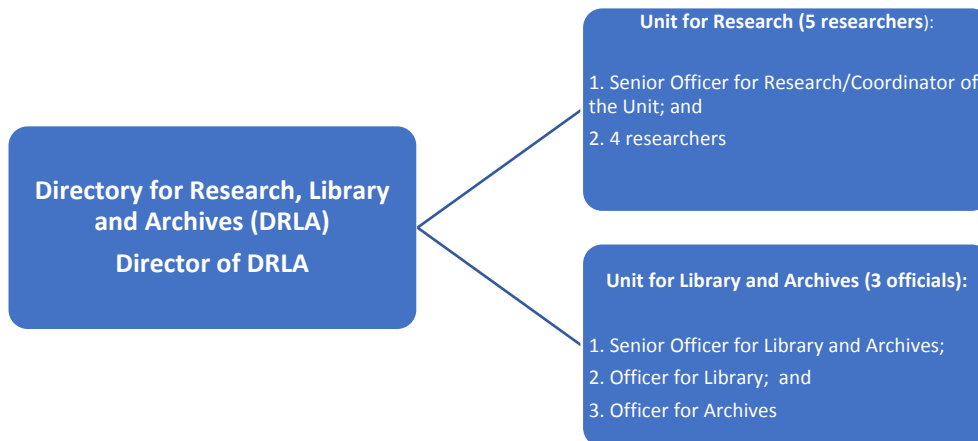 Directory for Research, Library
and Archives (DRLA)
Director of DRLA
Unit for Research (5 researchers):
1. Senior Officer for Research/Coordinator of
the Unit; and
2. 4 researchers
Unit for Library and Archives (3 officials):
1. Senior Officer for Library and Archives;
2. Officer for Library; and
3. Officer for Archives